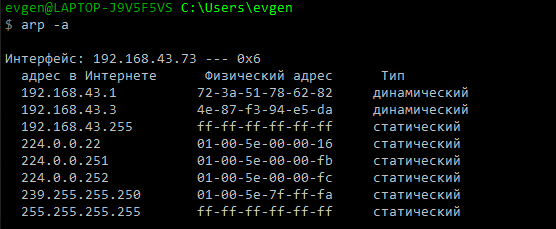 evgen@LAPTOP-J9V5F5VS C:\Users\evgen
$ arp -a
Интерфейс: 192.168.43.73 --- 0x6
адрес в Интернете Физический адрес Тип
192.168.43.1 72-3a-51-78-62-82 динамический
192.168.43.3 4e-87-f3-94-e5-da динамический
192.168.43.255 ff-ff-ff-ff-ff-ff статический
224.0.0.22 01-00-5e-00-00-16 статический
224.0.0.251 01-00-5e-00-00-fb статический
224.0.0.252 01-00-5e-00-00-fc статический
239.255.255.250 01-00-5e-7f-ff-fa статический
255.255.255.255 ff-ff-ff-ff-ff-ff статический